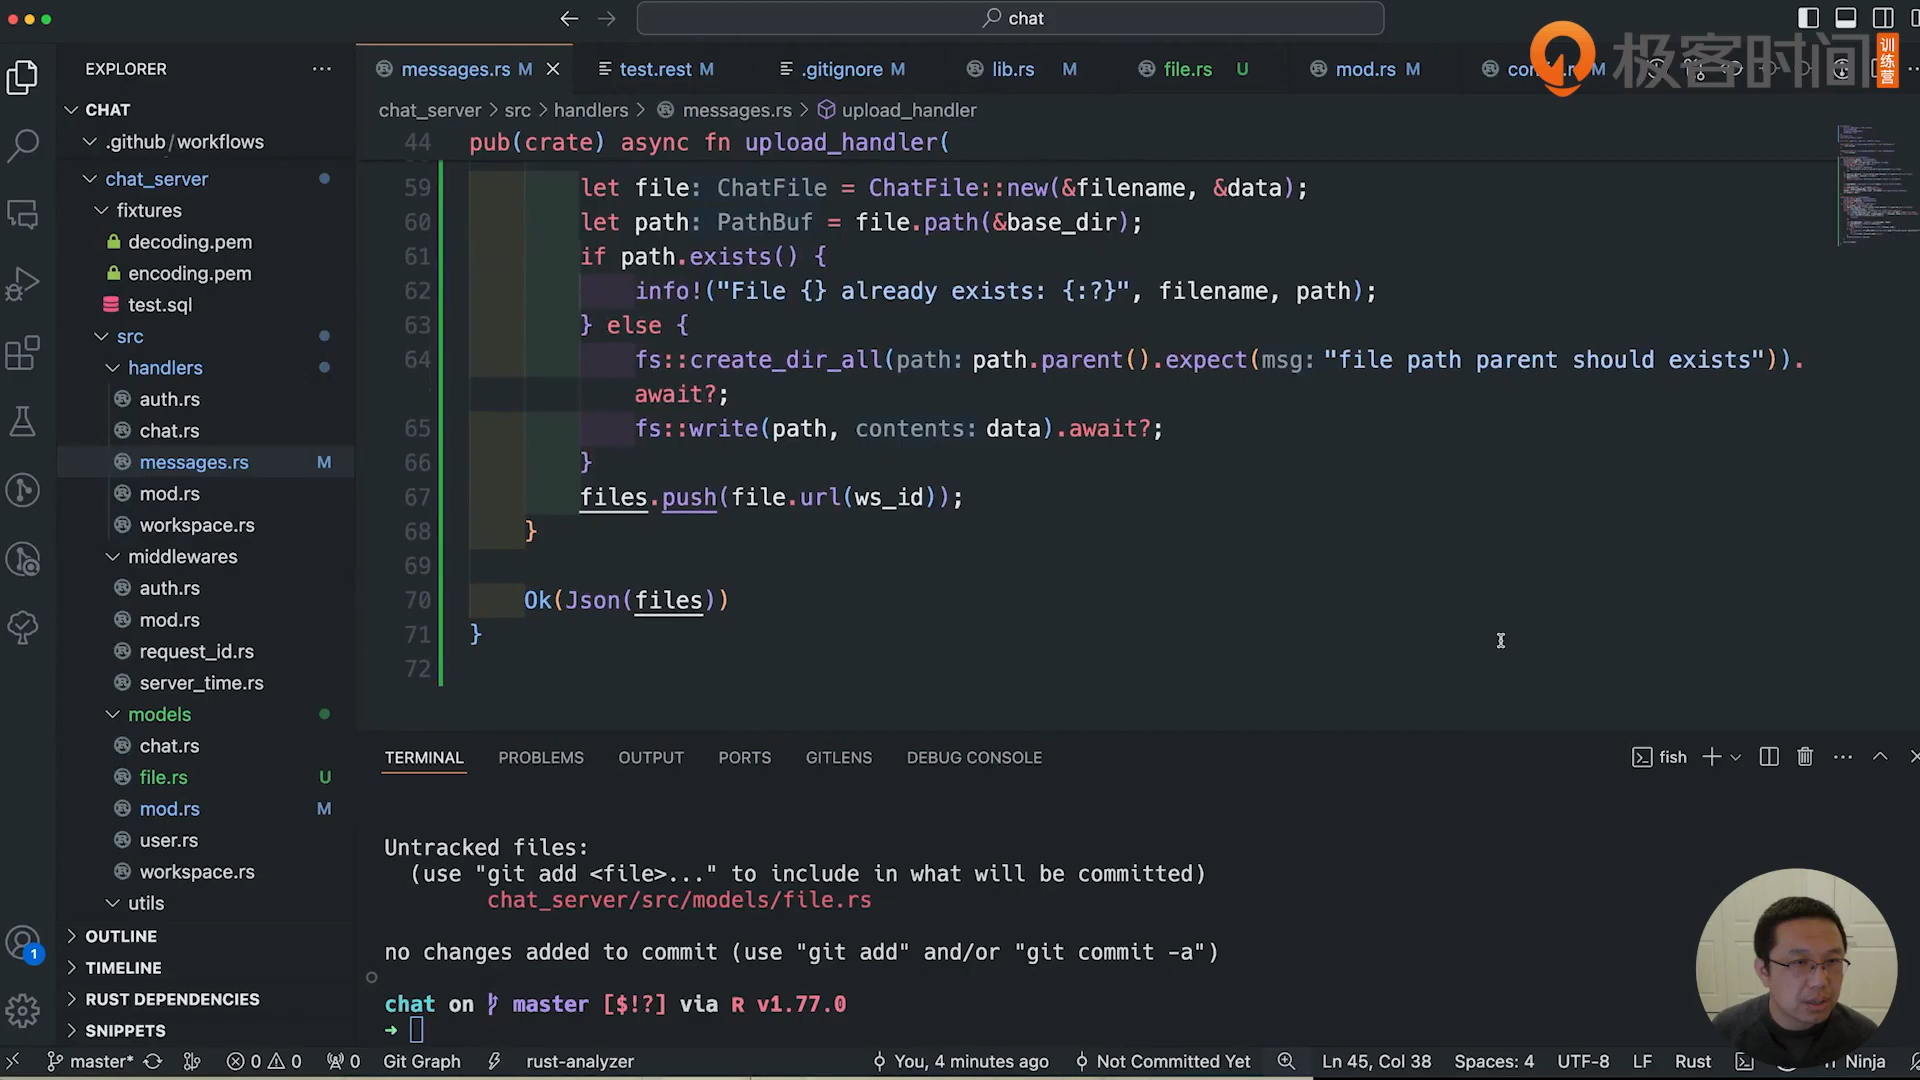 chat
极客时间
训练营
EXPLORER
CHAT
.github/workflows
chat_server
fixtures
decoding.pem
encoding.pem
test.sql
src
handlers
auth.rs
chat.rs
messages.rs M
mod.rs
workspace.rs
middlewares
auth.rs
mod.rs
request_id.rs
server_time.rs
models
chat.rs
file.rs U
mod.rs M
user.rs
workspace.rs
utils
OUTLINE
TIMELINE
RUST DEPENDENCIES
SNIPPETS
1
messages.rs M
test.rest M
.gitignore M
lib.rs M
file.rs U
mod.rs M
chat_server > src > handlers > messages.rs > upload_handler
44 pub(crate) async fn upload_handler(
59 let file: ChatFile = ChatFile::new(&filename, &data);
60 let path: PathBuf = file.path(&base_dir);
61 if path.exists() {
62 info!("File {} already exists: {:?}", filename, path);
63 } else {
64 fs::create_dir_all(path: path.parent().expect(msg: "file path parent should exists")).
await?;
65 fs::write(path, contents: data).await?;
66 }
67 files.push(file.url(ws_id));
68 }
69
70 Ok(Json(files))
71 }
72
TERMINAL PROBLEMS OUTPUT PORTS GITLENS DEBUG CONSOLE
fish
Untracked files:
(use "git add <file>..." to include in what will be committed)
chat_server/src/models/file.rs
no changes added to commit (use "git add" and/or "git commit -a")
chat on master [$!?] via R v1.77.0
→
master* 0 0 0 Git Graph rust-analyzer You, 4 minutes ago Not Committed Yet Ln 45, Col 38 Spaces: 4 UTF-8 LF Rust Ninja